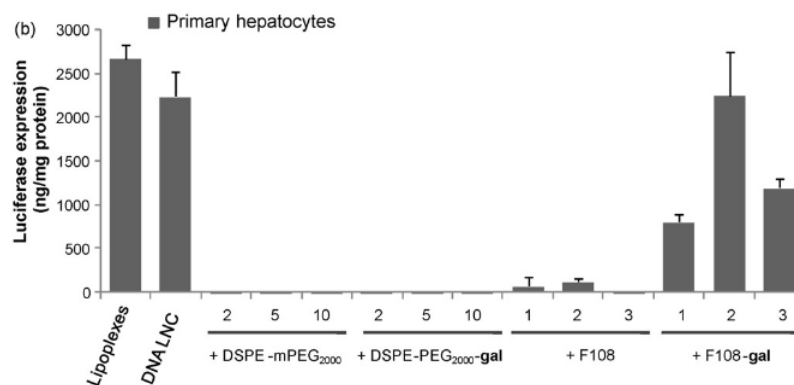 (b)
Primary hepatocytes
Luciferase expression
(ng/mg protein)
3000
2500
2000
1500
1000
500
0
Lipoplexes
DNA LNC
2 5 10 2 5 10 1 2 3 1 2 3
+ DSPE-mPEG2000 + DSPE-PEG2000-gal + F108 + F108-gal